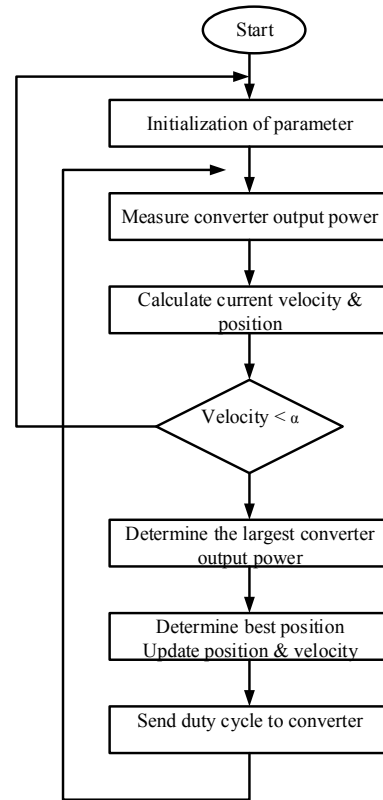 Start
Initialization of parameter
Measure converter output power
Calculate current velocity &
position
Velocity < α
Determine the largest converter
output power
Determine best position
Update position & velocity
Send duty cycle to converter